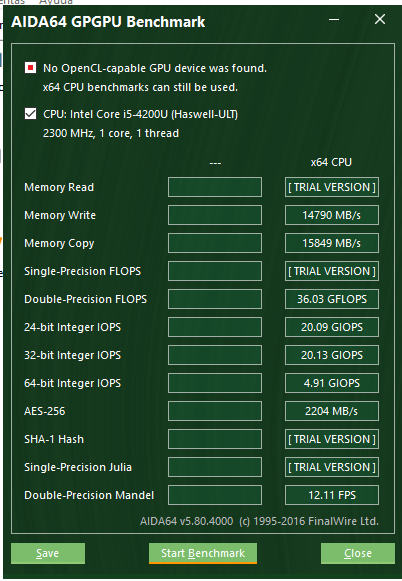 entas Ayuda
AIDA64 GPGPU Benchmark
No OpenCL-capable GPU device was found.
x64 CPU benchmarks can still be used.
CPU: Intel Core i5-4200U (Haswell-ULT)
2300 MHz, 1 core, 1 thread
--- x64 CPU
Memory Read [ TRIAL VERSION ]
Memory Write 14790 MB/s
Memory Copy 15849 MB/s
Single-Precision FLOPS [ TRIAL VERSION ]
Double-Precision FLOPS 36.03 GFLOPS
24-bit Integer IOPS 20.09 GIOPS
32-bit Integer IOPS 20.13 GIOPS
64-bit Integer IOPS 4.91 GIOPS
AES-256 2204 MB/s
SHA-1 Hash [ TRIAL VERSION ]
Single-Precision Julia [ TRIAL VERSION ]
Double-Precision Mandel 12.11 FPS
AIDA64 v5.80.4000 (c) 1995-2016 FinalWire Ltd.
Save Start Benchmark Close